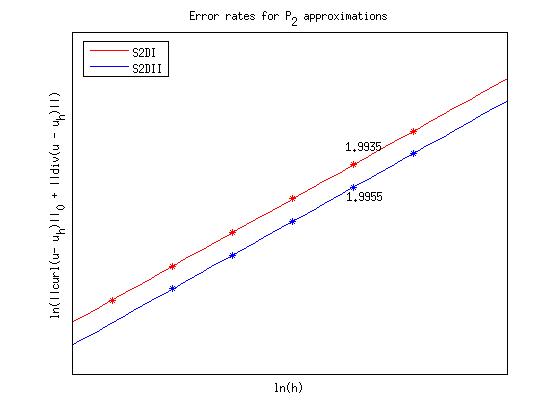 Error rates for P2 approximations
S2DI
S2DII
1.9935
1.9955
ln(||curl(u- uh)||0 + ||div(u - uh)||)
ln(h)